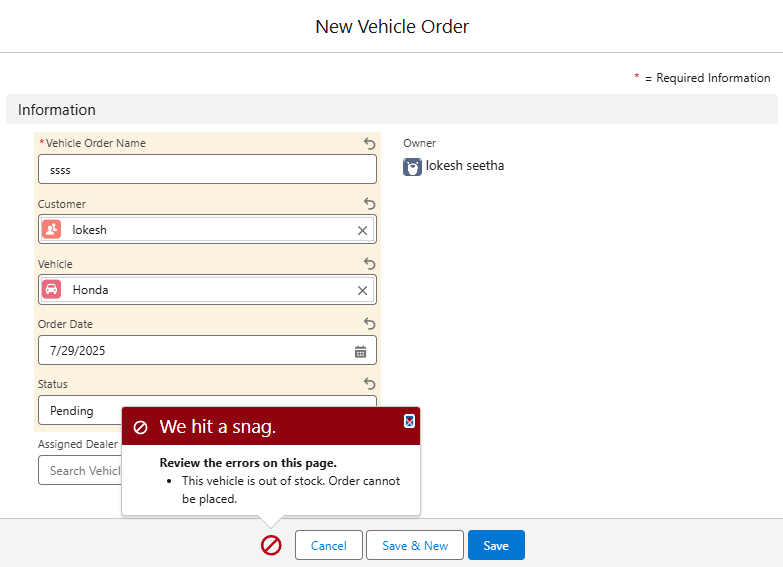 New Vehicle Order
* = Required Information
Information
* Vehicle Order Name
ssss
Owner
lokesh seetha
Customer
lokesh
Vehicle
Honda
Order Date
7/29/2025
Status
Pending
Assigned Dealer
Search Vehicl
We hit a snag.
Review the errors on this page.
• This vehicle is out of stock. Order cannot
be placed.
Cancel
Save & New
Save